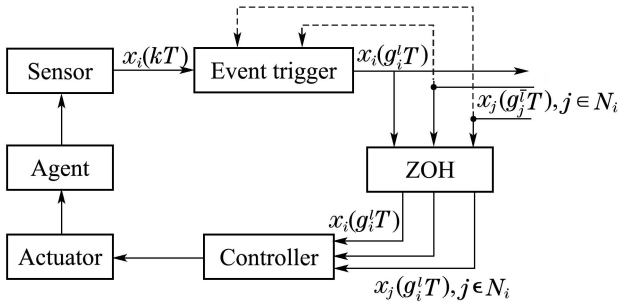 x_i(kT)
x_i(g_i^l T)
Sensor
Event trigger
x_j(g_j^{\bar{l}} T), j ∈ N_i
Agent
ZOH
x_i(g_i^l T)
Actuator
Controller
x_j(g_i^l T), j ∈ N_i